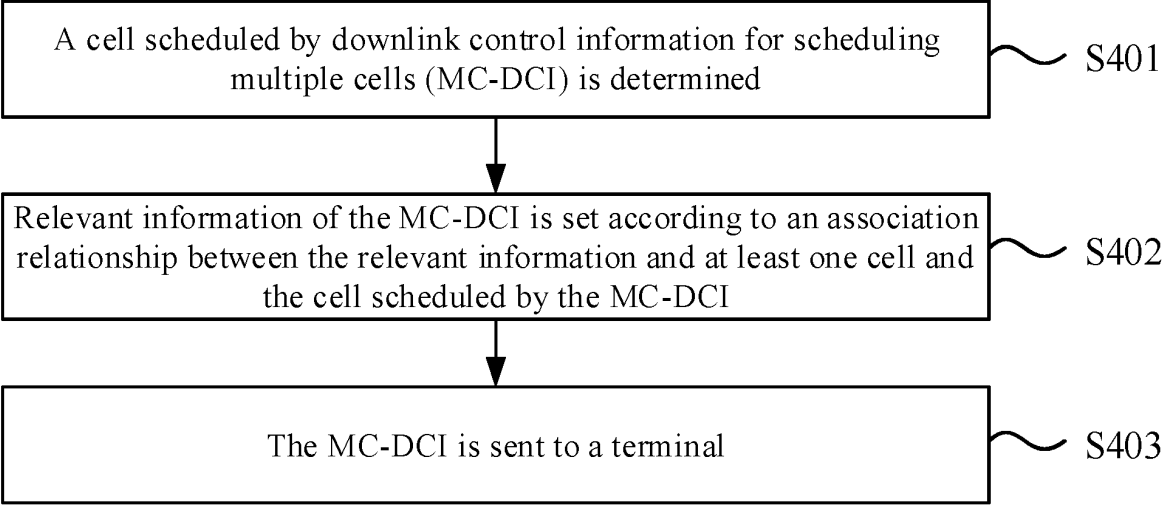 A cell scheduled by downlink control information for scheduling
multiple cells (MC-DCI) is determined
S401
Relevant information of the MC-DCI is set according to an association
relationship between the relevant information and at least one cell and
the cell scheduled by the MC-DCI
S402
The MC-DCI is sent to a terminal
S403